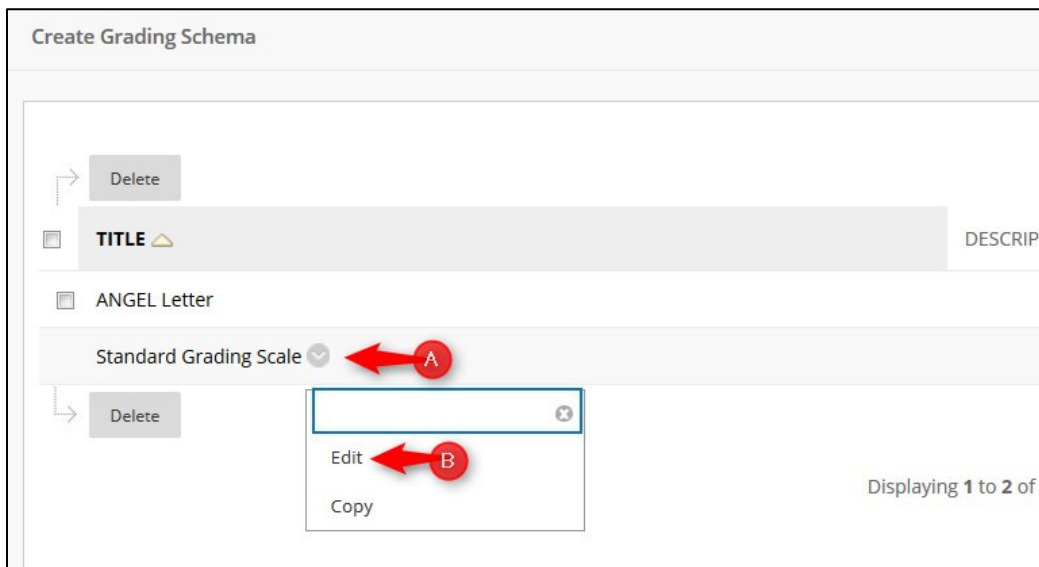 Create Grading Schema
Delete
TITLE DESCRIP
ANGEL Letter
Standard Grading Scale A
Delete
Edit B
Copy
Displaying 1 to 2 of